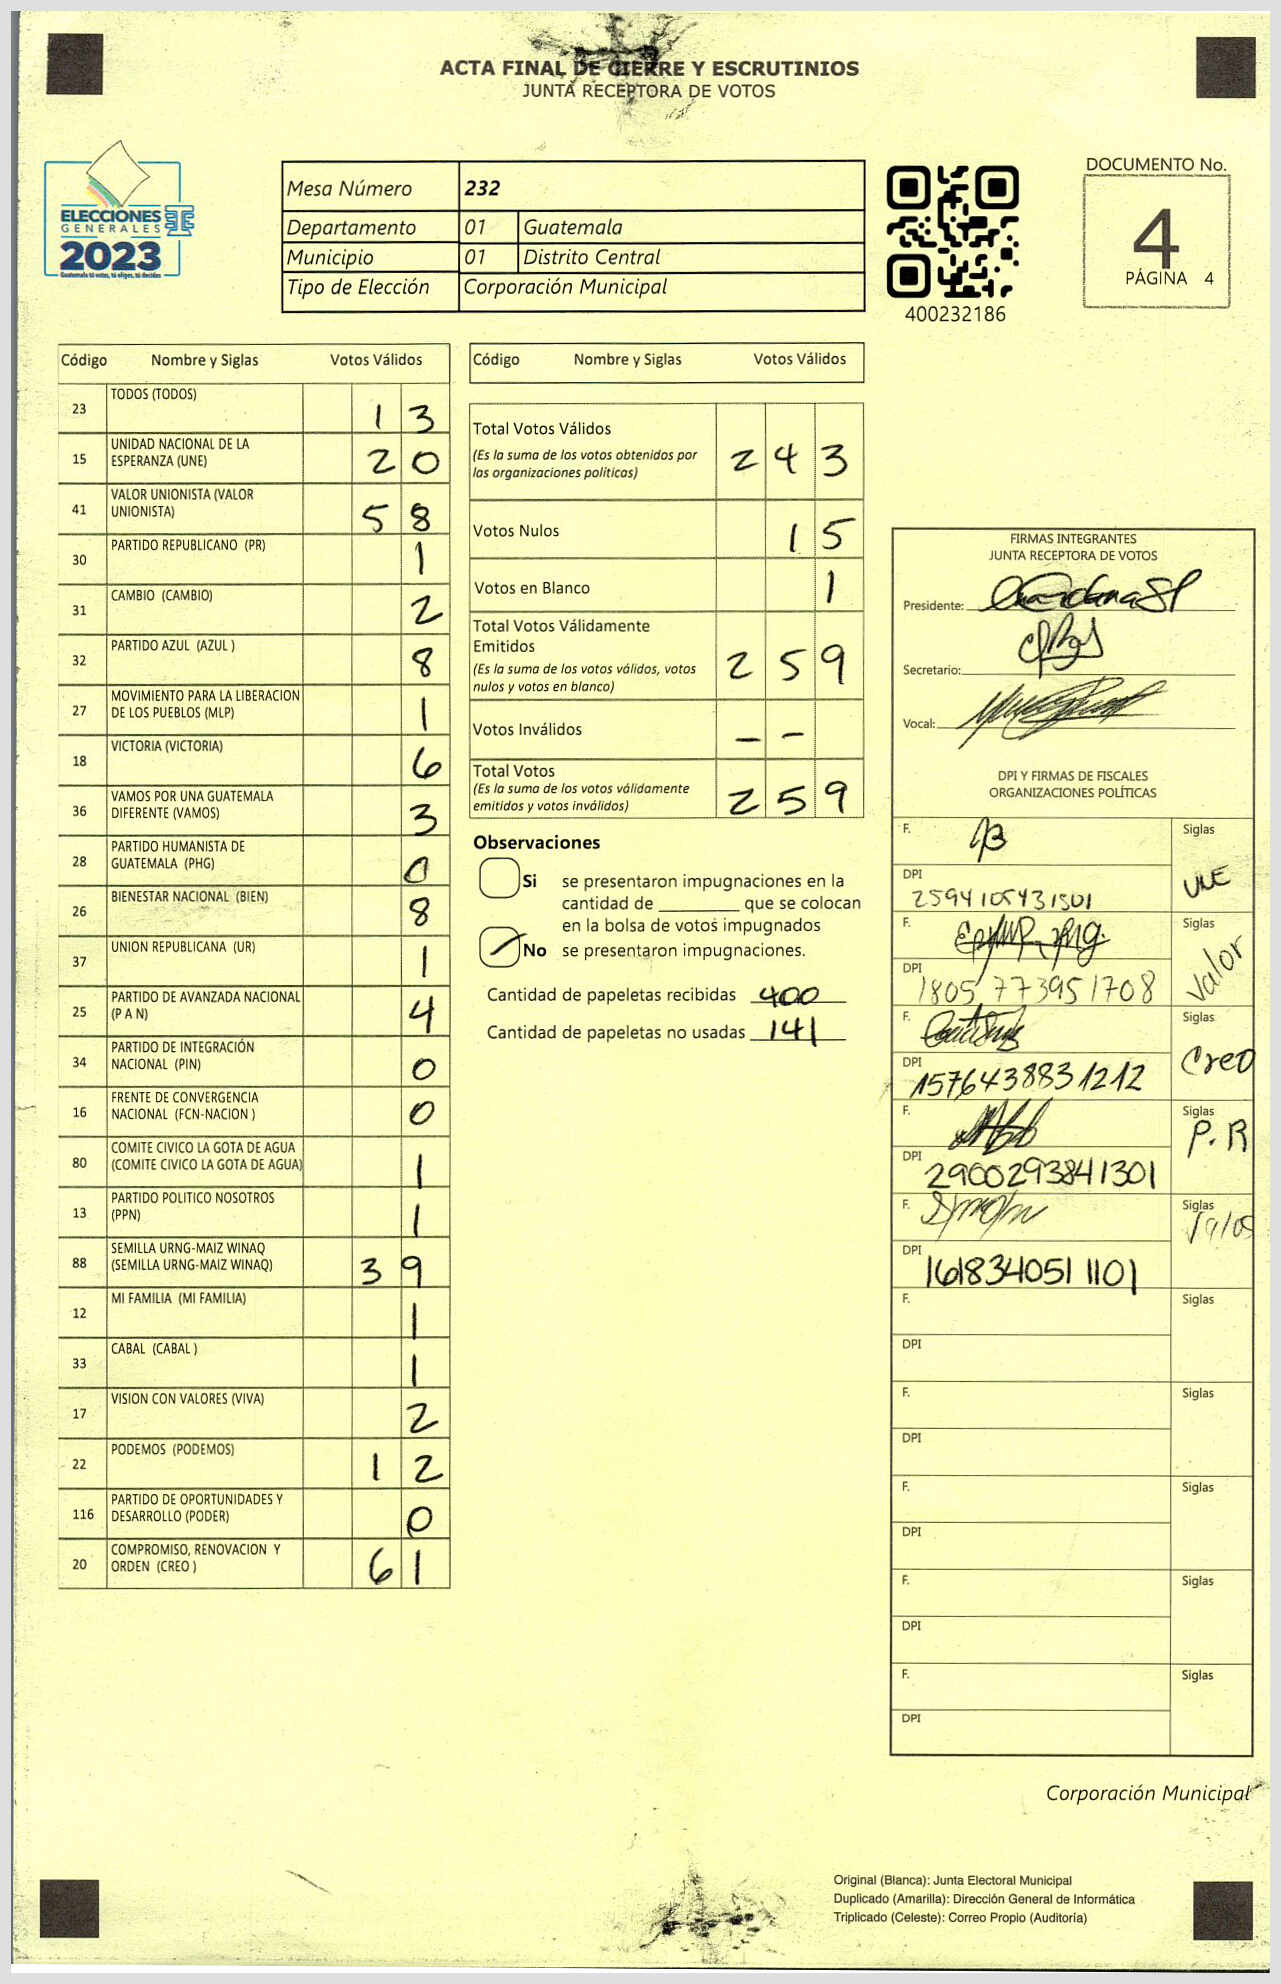 ACTA FINAL DE CIERRE Y ESCRUTINIOS
JUNTA RECEPTORA DE VOTOS
ELECCIONES
GENERALES
2023
Guatemala tú votas, tú eliges, tú decides
Mesa Número 232
Departamento 01 Guatemala
Municipio 01 Distrito Central
Tipo de Elección Corporación Municipal
400232186
DOCUMENTO No.
4
PÁGINA 4
Código Nombre y Siglas Votos Válidos
23 TODOS (TODOS) 13
15 UNIDAD NACIONAL DE LA
ESPERANZA (UNE) 20
41 VALOR UNIONISTA (VALOR
UNIONISTA) 58
30 PARTIDO REPUBLICANO (PR) 1
31 CAMBIO (CAMBIO) 2
32 PARTIDO AZUL (AZUL ) 8
27 MOVIMIENTO PARA LA LIBERACION
DE LOS PUEBLOS (MLP) 1
18 VICTORIA (VICTORIA) 6
36 VAMOS POR UNA GUATEMALA
DIFERENTE (VAMOS) 3
28 PARTIDO HUMANISTA DE
GUATEMALA (PHG) 0
26 BIENESTAR NACIONAL (BIEN) 8
37 UNION REPUBLICANA (UR) 1
25 PARTIDO DE AVANZADA NACIONAL
(P A N) 4
34 PARTIDO DE INTEGRACIÓN
NACIONAL (PIN) 0
16 FRENTE DE CONVERGENCIA
NACIONAL (FCN-NACION ) 0
80 COMITE CIVICO LA GOTA DE AGUA
(COMITE CIVICO LA GOTA DE AGUA) 1
13 PARTIDO POLITICO NOSOTROS
(PPN) 1
88 SEMILLA URNG-MAIZ WINAQ
(SEMILLA URNG-MAIZ WINAQ) 39
12 MI FAMILIA (MI FAMILIA) 1
33 CABAL (CABAL ) 1
17 VISION CON VALORES (VIVA) 2
22 PODEMOS (PODEMOS) 12
116 PARTIDO DE OPORTUNIDADES Y
DESARROLLO (PODER) 0
20 COMPROMISO, RENOVACION Y
ORDEN (CREO ) 61
Código Nombre y Siglas Votos Válidos
Total Votos Válidos
(Es la suma de los votos obtenidos por
las organizaciones políticas) 243
Votos Nulos 15
Votos en Blanco 1
Total Votos Válidamente
Emitidos
(Es la suma de los votos válidos, votos
nulos y votos en blanco) 259
Votos Inválidos - -
Total Votos
(Es la suma de los votos válidamente
emitidos y votos inválidos) 259
Observaciones
Si se presentaron impugnaciones en la
cantidad de ________ que se colocan
en la bolsa de votos impugnados
No se presentaron impugnaciones.
Cantidad de papeletas recibidas 400
Cantidad de papeletas no usadas 141
FIRMAS INTEGRANTES
JUNTA RECEPTORA DE VOTOS
Presidente:
Secretario:
Vocal:
DPI Y FIRMAS DE FISCALES
ORGANIZACIONES POLÍTICAS
F. Siglas
UNE
DPI
2594105431501
F. Siglas
Valor
DPI
1805 773951708
F. Siglas
Creo
DPI
1576438831212
F. Siglas
P.R
DPI
2900293841301
F. Siglas
DPI
1618340511101
F. Siglas
DPI
F. Siglas
DPI
F. Siglas
DPI
F. Siglas
DPI
F. Siglas
DPI
Corporación Municipal
Original (Blanca): Junta Electoral Municipal
Duplicado (Amarilla): Dirección General de Informática
Triplicado (Celeste): Correo Propio (Auditoría)